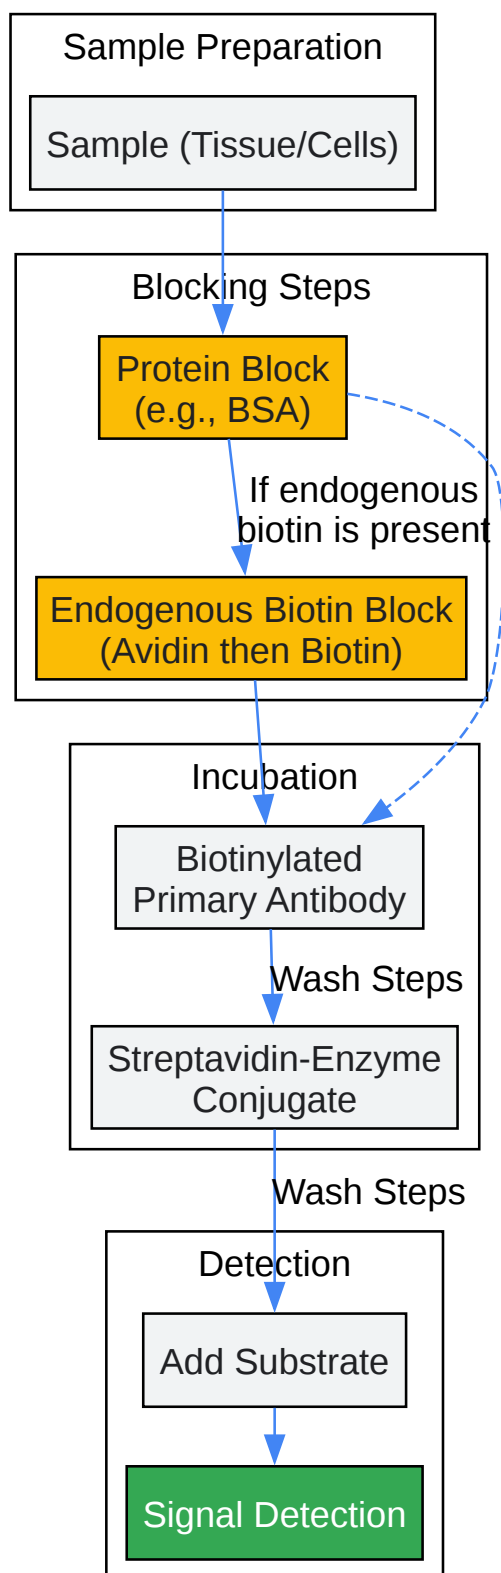 Sample Preparation
Sample (Tissue/Cells)
Blocking Steps
Protein Block
(e.g., BSA)
If endogenous
biotin is present
Endogenous Biotin Block
(Avidin then Biotin)
Incubation
Biotinylated
Primary Antibody
Wash Steps
Streptavidin-Enzyme
Conjugate
Wash Steps
Detection
Add Substrate
Signal Detection